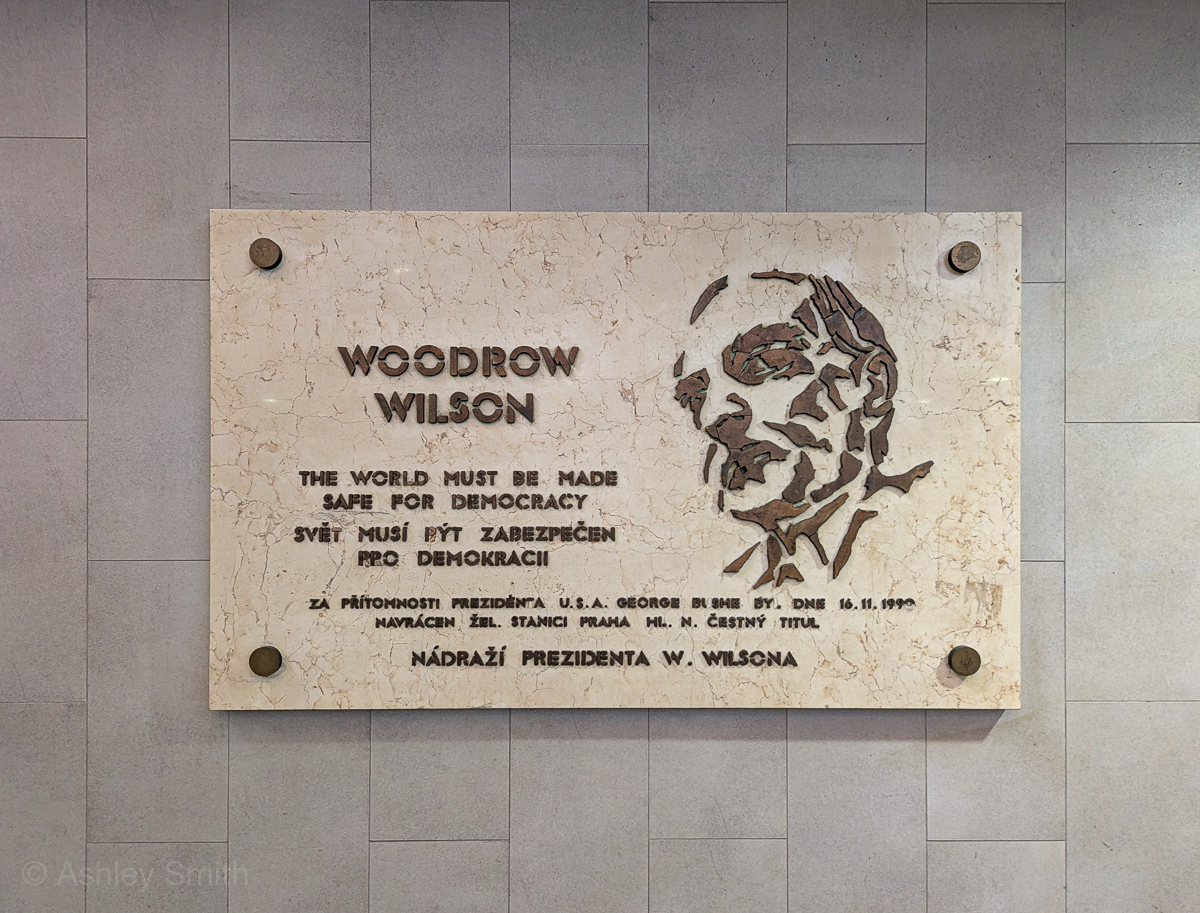 WOODROW
WILSON
THE WORLD MUST BE MADE
SAFE FOR DEMOCRACY
SVĚT MUSÍ BÝT ZABEZPEČEN
PRO DEMOKRACII
ZA PŘÍTOMNOSTI PREZIDENTA U.S.A. GEORGE BUSHE BYL DNE 16.11.1990
NAVRÁCEN ŽEL. STANICI PRAHA HL. N. ČESTNÝ TITUL
NÁDRAŽÍ PREZIDENTA W. WILSONA
© Ashley Smith